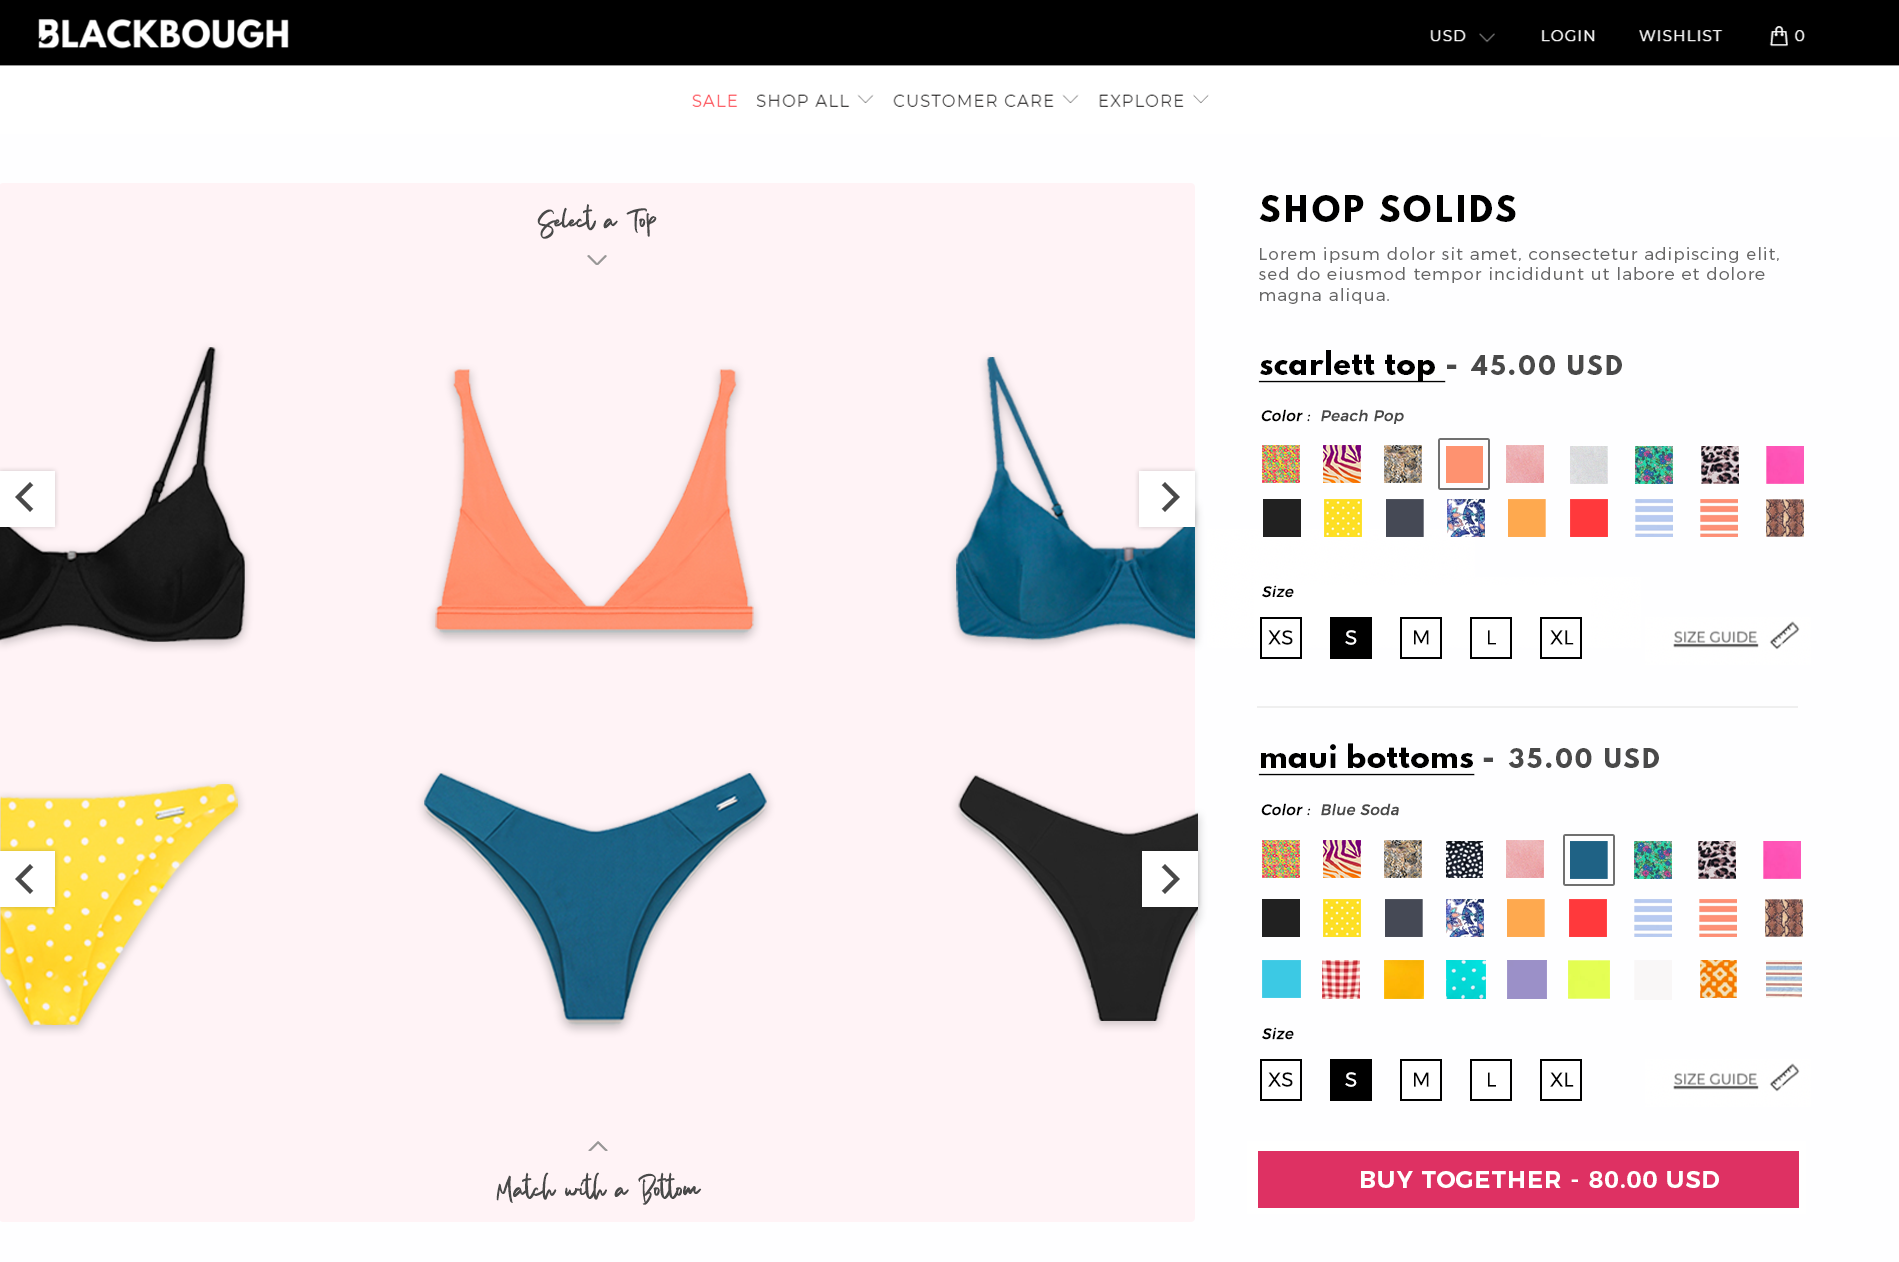 BLACKBOUGH
USD LOGIN WISHLIST 0
SALE SHOP ALL CUSTOMER CARE EXPLORE
Select a Top
SHOP SOLIDS
Lorem ipsum dolor sit amet, consectetur adipiscing elit,
sed do eiusmod tempor incididunt ut labore et dolore
magna aliqua.
scarlett top - 45.00 USD
Color : Peach Pop
Size
XS S M L XL SIZE GUIDE
maui bottoms - 35.00 USD
Color : Blue Soda
Size
XS S M L XL SIZE GUIDE
Match with a Bottom
BUY TOGETHER - 80.00 USD